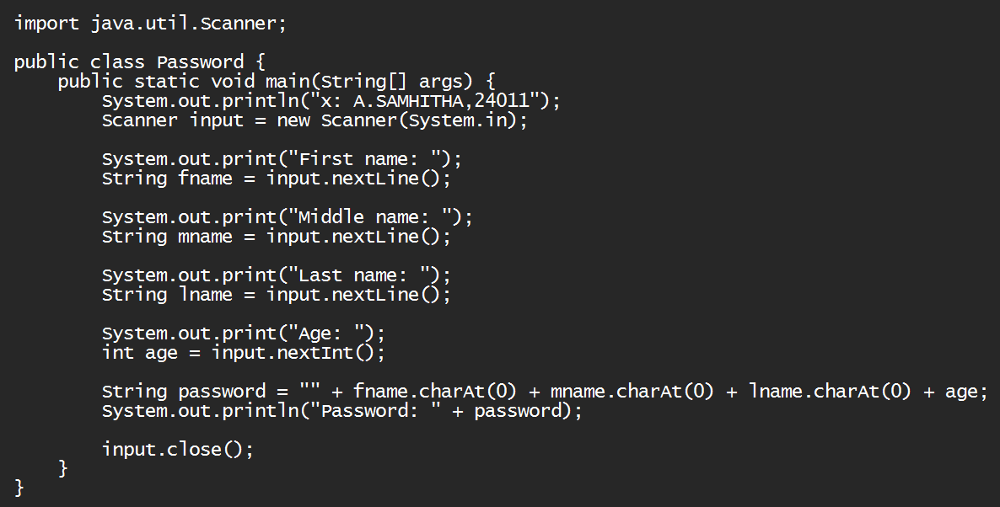 import java.util.Scanner;

public class Password {
    public static void main(String[] args) {
        System.out.println("x: A.SAMHITHA,24011");
        Scanner input = new Scanner(System.in);

        System.out.print("First name: ");
        String fname = input.nextLine();

        System.out.print("Middle name: ");
        String mname = input.nextLine();

        System.out.print("Last name: ");
        String lname = input.nextLine();

        System.out.print("Age: ");
        int age = input.nextInt();

        String password = "" + fname.charAt(0) + mname.charAt(0) + lname.charAt(0) + age;
        System.out.println("Password: " + password);

        input.close();
    }
}